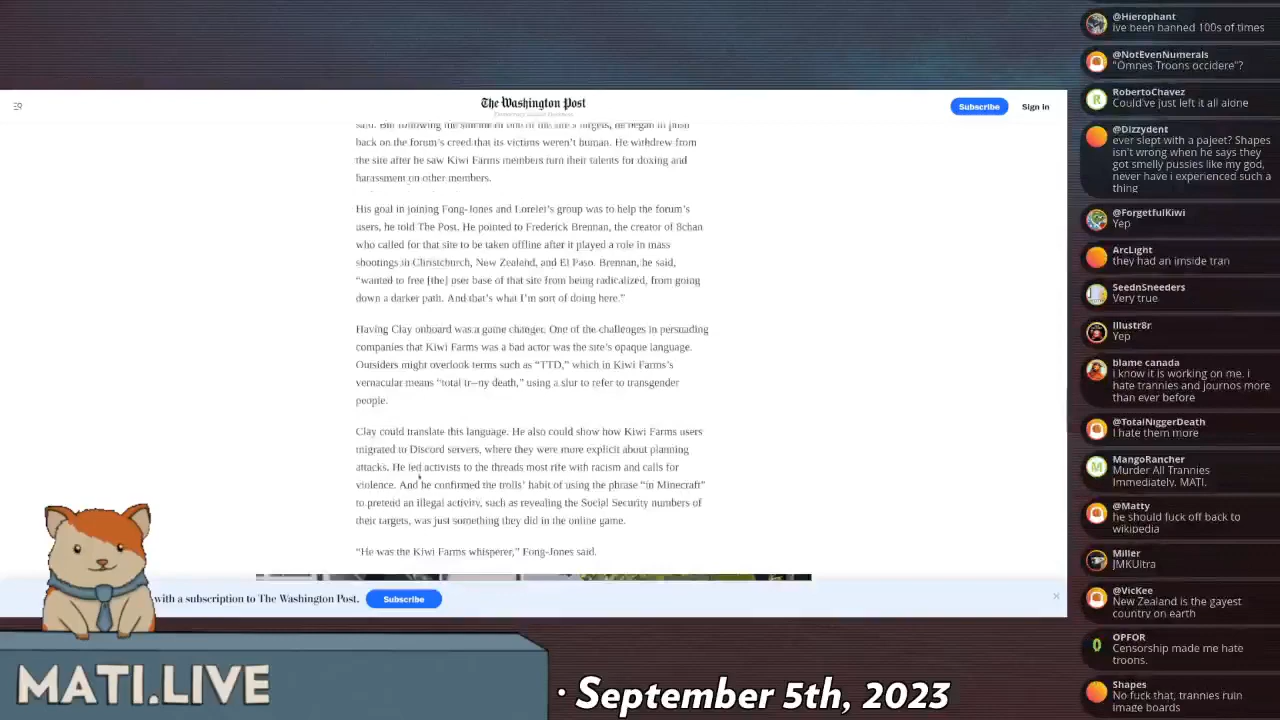 The Washington Post
Democracy Dies in Darkness
Subscribe
Sign in
back on the forum's creed that its victims weren't human. He withdrew from
the site after he saw Kiwi Farms members turn their talents for doxing and
harassment on other members.
His goal in joining Fong-Jones and Lorelei's group was to help the forum's
users, he told The Post. He pointed to Frederick Brennan, the creator of 8chan
who called for that site to be taken offline after it played a role in mass
shootings in Christchurch, New Zealand, and El Paso. Brennan, he said,
“wanted to free [the] user base of that site from being radicalized, from going
down a darker path. And that's what I'm sort of doing here.”
Having Clay onboard was a game changer. One of the challenges in persuading
companies that Kiwi Farms was a bad actor was the site's opaque language.
Outsiders might overlook terms such as “TTD,” which in Kiwi Farms's
vernacular means “total tr--ny death,” using a slur to refer to transgender
people.
Clay could translate this language. He also could show how Kiwi Farms users
migrated to Discord servers, where they were more explicit about planning
attacks. He led activists to the threads most rife with racism and calls for
violence. And he confirmed the trolls' habit of using the phrase “in Minecraft”
to pretend an illegal activity, such as revealing the Social Security numbers of
their targets, was just something they did in the online game.
“He was the Kiwi Farms whisperer,” Fong-Jones said.
with a subscription to The Washington Post.
Subscribe
MATI.LIVE
· September 5th, 2023
@Hierophant
ive been banned 100s of times
@NotEvenNumerals
"Omnes Troons occidere"?
RobertoChavez
Could've just left it all alone
@Dizzydent
ever slept with a pajeet? Shapes
isn't wrong when he says they
got smelly pussies like my god,
never have i experienced such a
thing
@ForgetfulKiwi
Yep
ArcLight
they had an inside tran
SeednSneeders
Very true.
Illustr8r
Yep
blame canada
i know it is working on me. i
hate trannies and journos more
than ever before
@TotalNiggerDeath
I hate them more
MangoRancher
Murder All Trannies
Immediately. MATI.
@Matty
he should fuck off back to
wikipedia
Miller
JMKUltra
@VicKee
New Zealand is the gayest
country on earth
OPFOR
Censorship made me hate
troons.
Shapes
No fuck that, trannies ruin
image boards